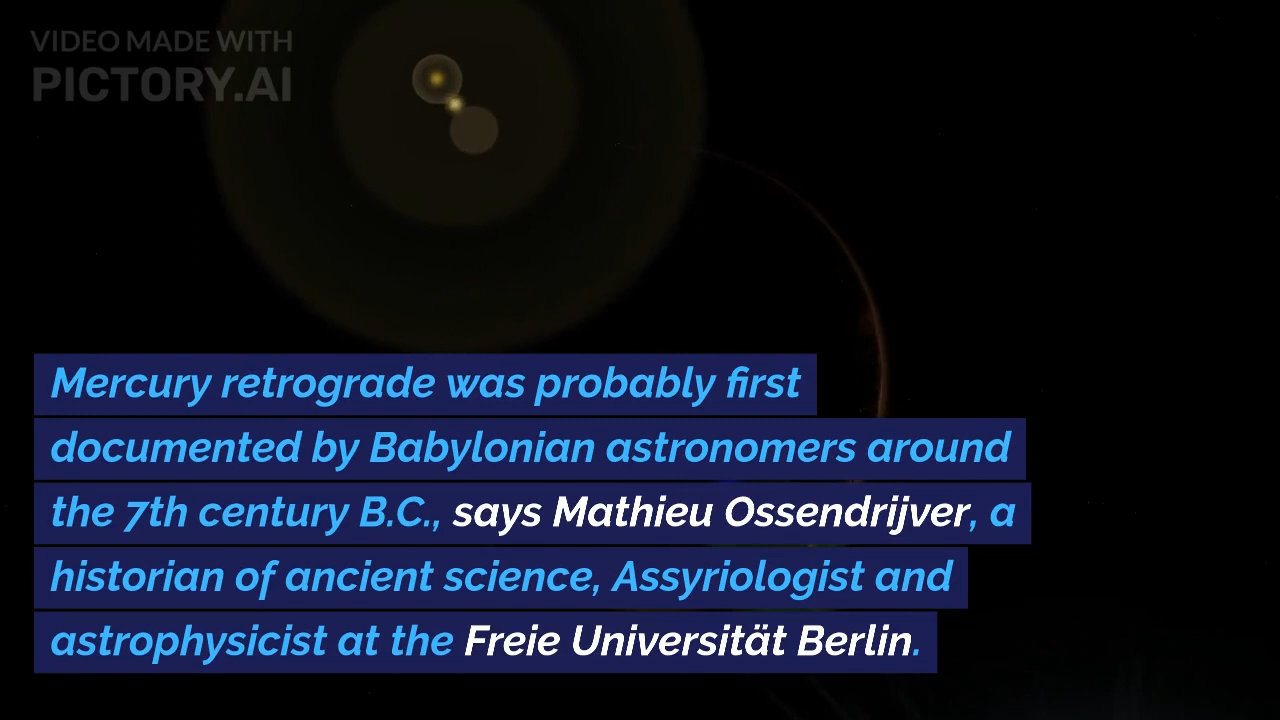 VIDEO MADE WITH
PICTORY.AI
Mercury retrograde was probably first
documented by Babylonian astronomers around
the 7th century B.C., says Mathieu Ossendrijver, a
historian of ancient science, Assyriologist and
astrophysicist at the Freie Universität Berlin.